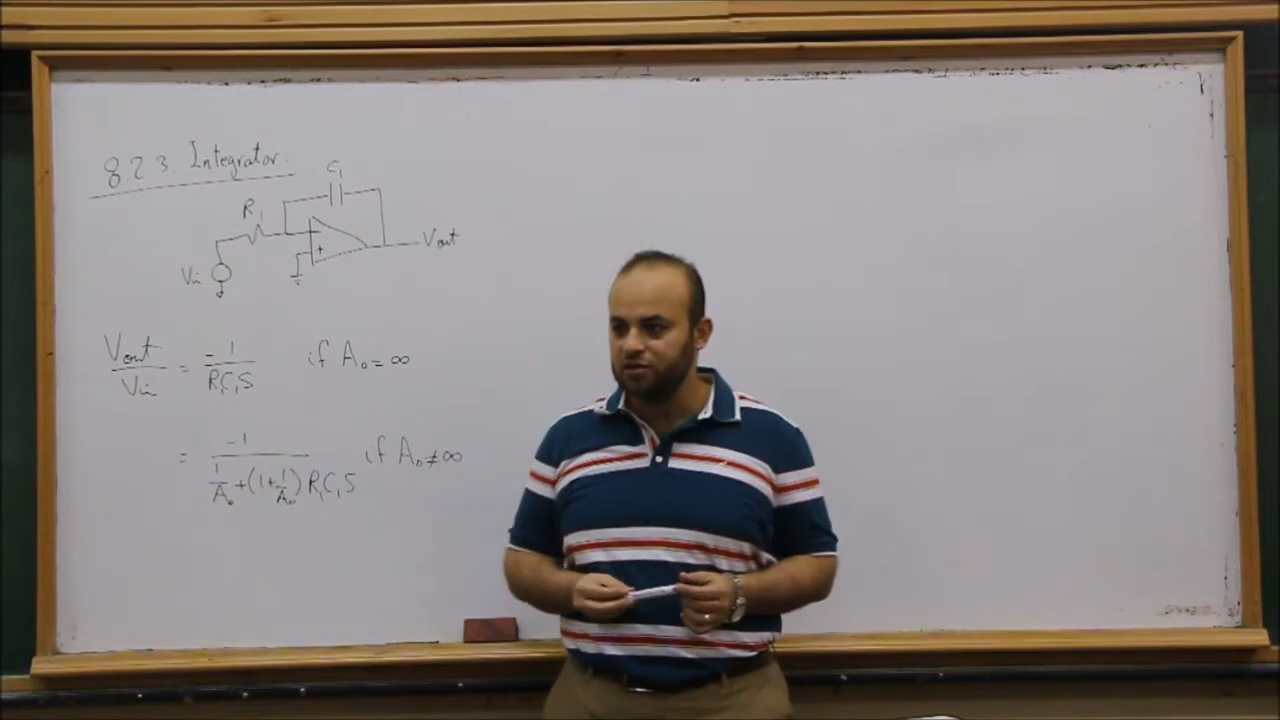 8.2.3. Integrator.
C₁
R₁
+
Vout
Vin
Vout/Vin = -1/(R₁C₁S) if A₀ = ∞
= -1/(1/A₀ + (1 + 1/A₀) R₁C₁S) if A₀ ≠ ∞